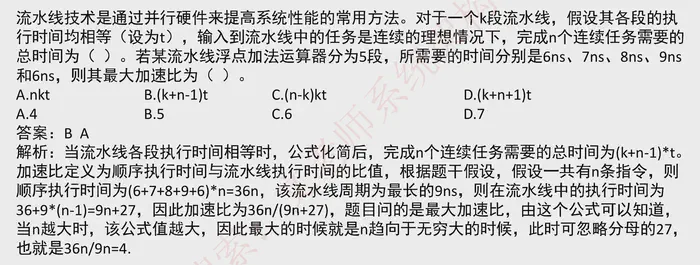 流水线技术是通过并行硬件来提高系统性能的常用方法。对于一个k段流水线，假设其各段的执
行时间均相等（设为t），输入到流水线中的任务是连续的理想情况下，完成n个连续任务需要的
总时间为（ ）。若某流水线浮点加法运算器分为5段，所需要的时间分别是6ns、7ns、8ns、9ns
和6ns，则其最大加速比为（ ）。
A.nkt B.(k+n-1)t C.(n-k)kt D.(k+n+1)t
A.4 B.5 C.6 D.7
答案：B A
解析：当流水线各段执行时间相等时，公式化简后，完成n个连续任务需要的总时间为(k+n-1)*t。
加速比定义为顺序执行时间与流水线执行时间的比值，根据题干假设，假设一共有n条指令，则
顺序执行时间为(6+7+8+9+6)*n=36n，该流水线周期为最长的9ns，则在流水线中的执行时间为
36+9*(n-1)=9n+27，因此加速比为36n/(9n+27)，题目问的是最大加速比，由这个公式可以知道，
当n越大时，该公式值越大，因此最大的时候就是n趋向于无穷大的时候，此时可忽略分母的27，
也就是36n/9n=4.